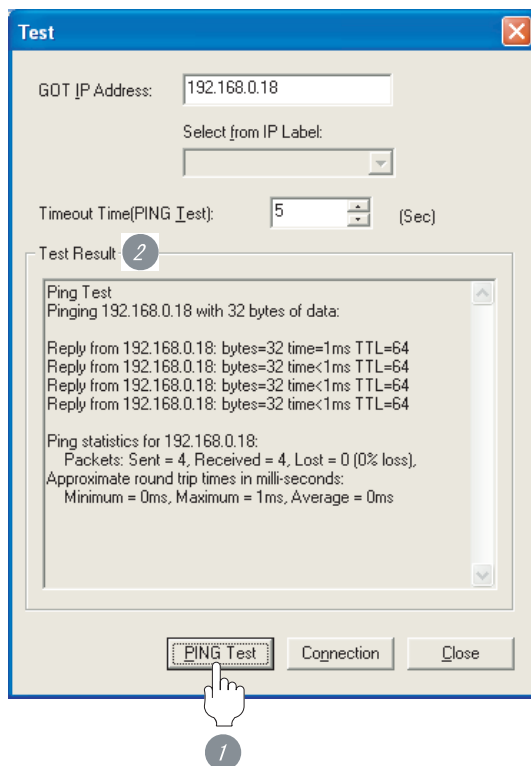 Test
GOT IP Address: 192.168.0.18
Select from IP Label:
Timeout Time(PING Test): 5 (Sec)
Test Result 2
Ping Test
Pinging 192.168.0.18 with 32 bytes of data:
Reply from 192.168.0.18: bytes=32 time=1ms TTL=64
Reply from 192.168.0.18: bytes=32 time<1ms TTL=64
Reply from 192.168.0.18: bytes=32 time<1ms TTL=64
Reply from 192.168.0.18: bytes=32 time<1ms TTL=64
Ping statistics for 192.168.0.18:
Packets: Sent = 4, Received = 4, Lost = 0 (0% loss),
Approximate round trip times in milli-seconds:
Minimum = 0ms, Maximum = 1ms, Average = 0ms
PING Test Connection Close
1